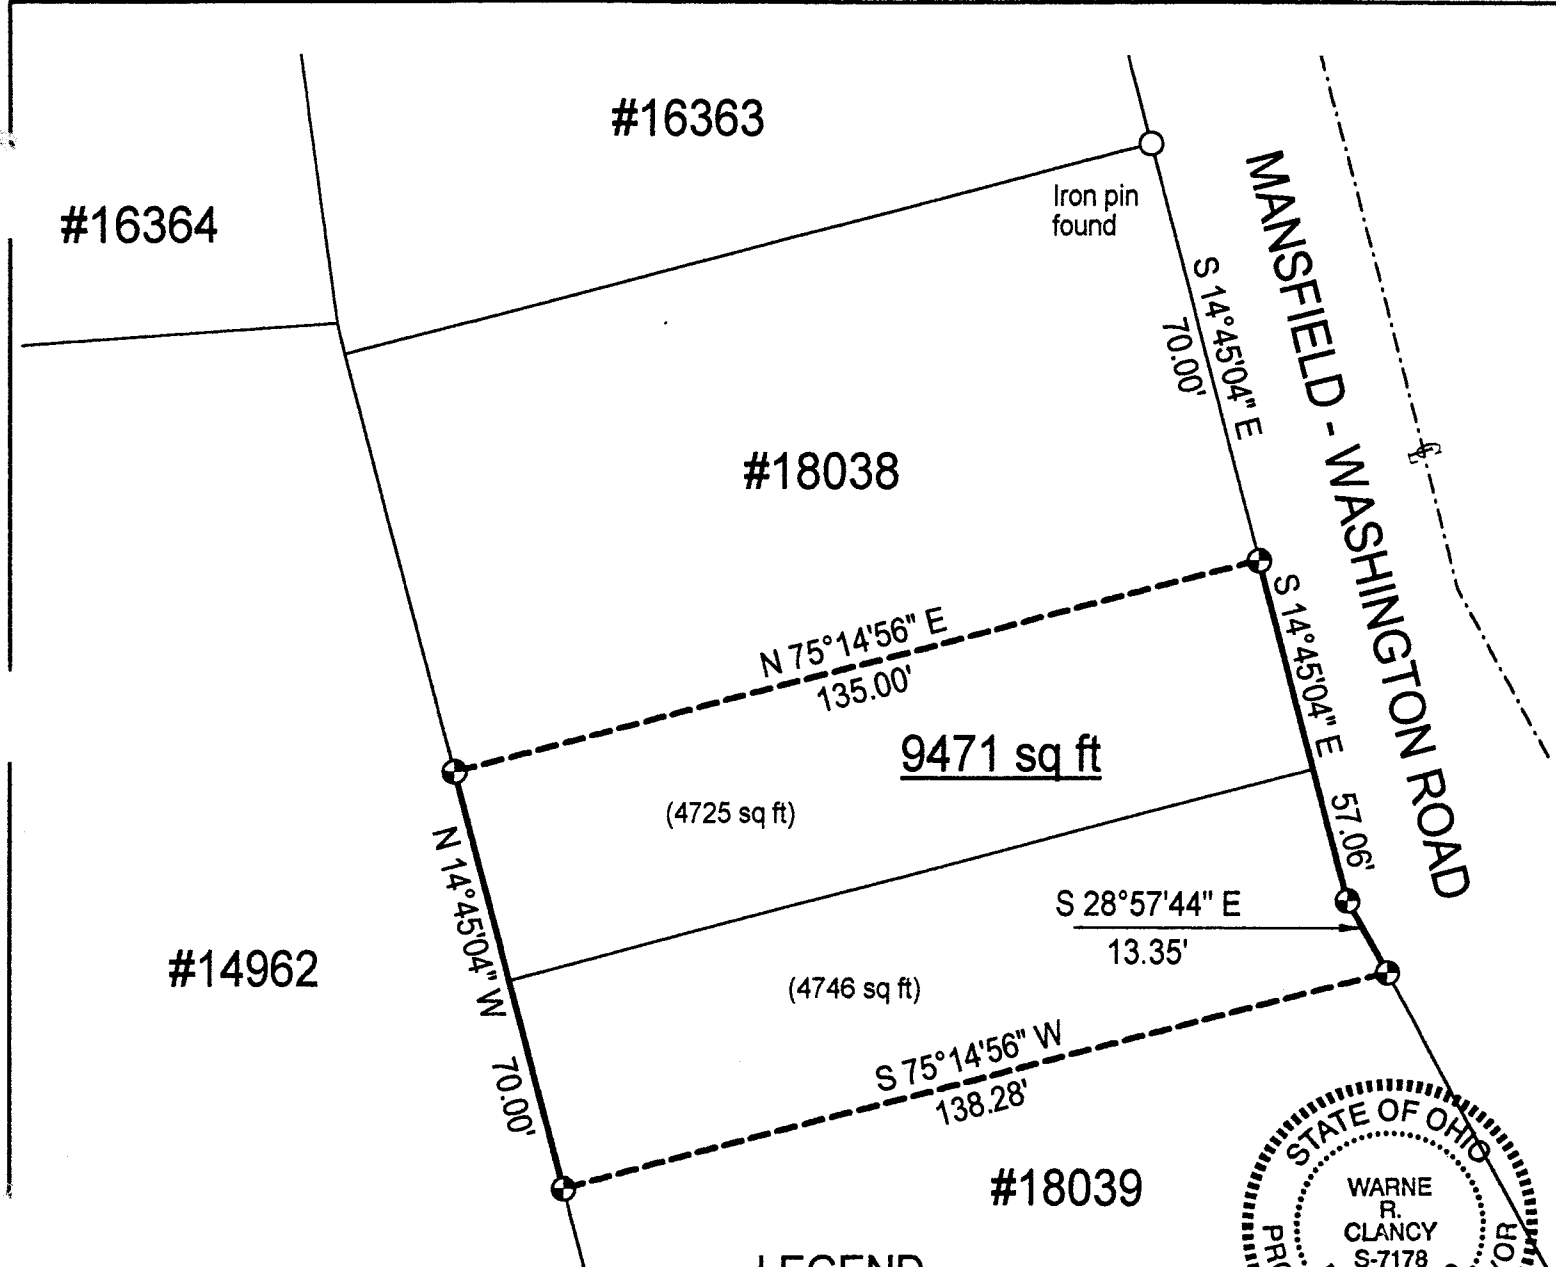 #16363
#16364
Iron pin
found
S 14°45'04" E
70.00'
MANSFIELD - WASHINGTON ROAD
#18038
N 75°14'56" E
135.00'
S 14°45'04" E 57.06'
9471 sq ft
(4725 sq ft)
N 14°45'04" W 70.00'
S 28°57'44" E
13.35'
#14962
(4746 sq ft)
S 75°14'56" W
138.28'
#18039
STATE OF OHIO
WARNE
R.
CLANCY
S-7178
LEGEND